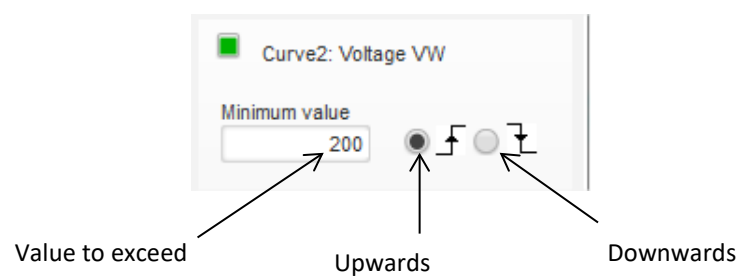 Curve2: Voltage VW
Minimum value
200
Value to exceed
Upwards
Downwards